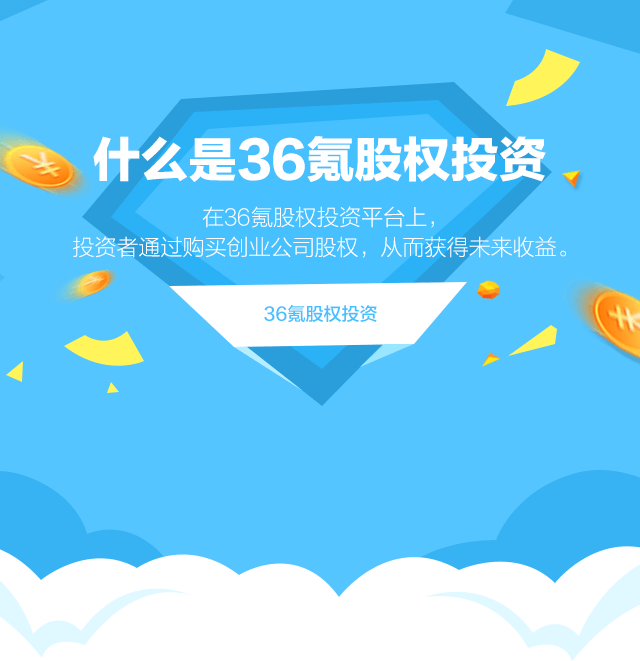 什么是36氪股权投资
在36氪股权投资平台上，
投资者通过购买创业公司股权，从而获得未来收益。
36氪股权投资